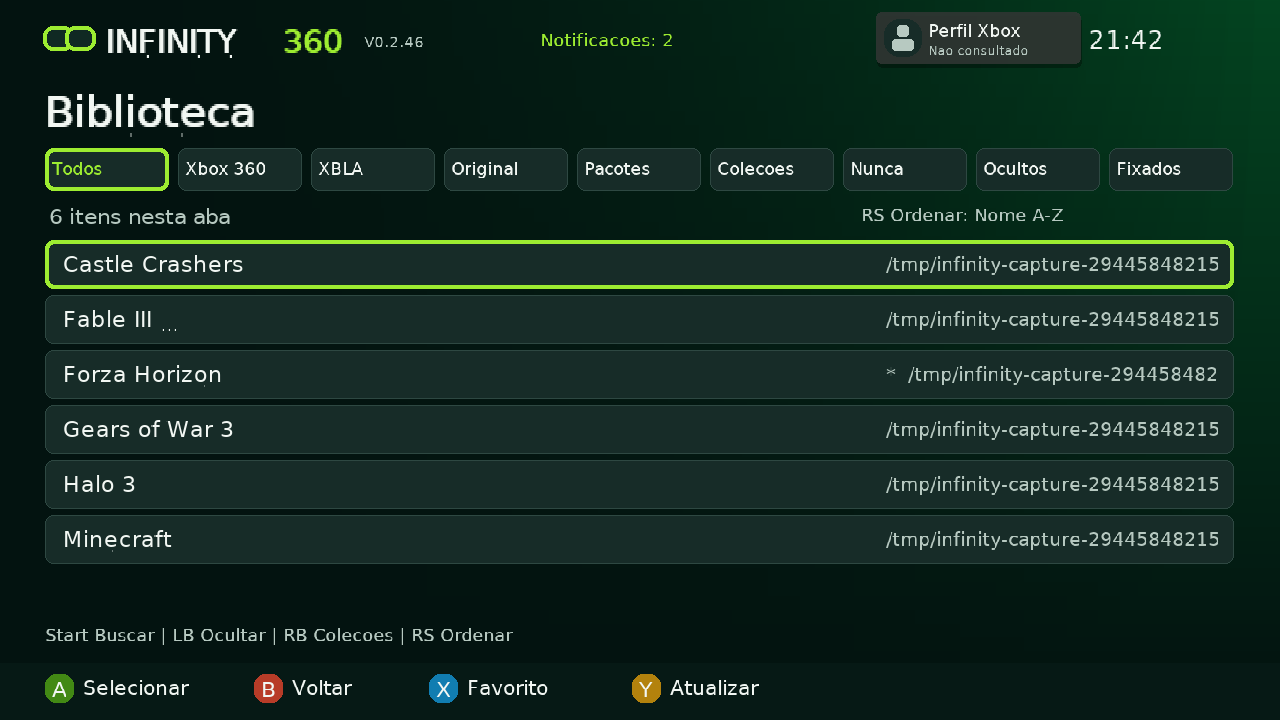 INFINITY 360 V0.2.46 Notificacoes: 2 Perfil Xbox 21:42
Nao consultado
Biblioteca
Todos Xbox 360 XBLA Original Pacotes Colecoes Nunca Ocultos Fixados
6 itens nesta aba RS Ordenar: Nome A-Z
Castle Crashers /tmp/infinity-capture-29445848215
Fable III ... /tmp/infinity-capture-29445848215
Forza Horizon * /tmp/infinity-capture-294458482
Gears of War 3 /tmp/infinity-capture-29445848215
Halo 3 /tmp/infinity-capture-29445848215
Minecraft /tmp/infinity-capture-29445848215
Start Buscar | LB Ocultar | RB Colecoes | RS Ordenar
A Selecionar B Voltar X Favorito Y Atualizar